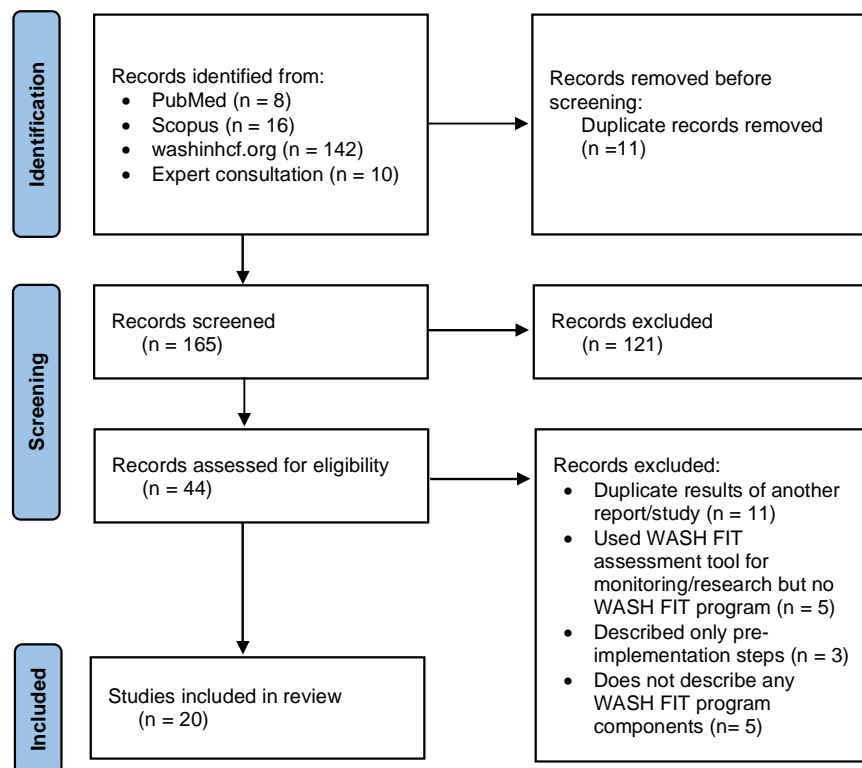 Identification
Records identified from:
• PubMed (n = 8)
• Scopus (n = 16)
• washinhcf.org (n = 142)
• Expert consultation (n = 10)
Records removed before
screening:
Duplicate records removed
(n =11)
Screening
Records screened
(n = 165)
Records excluded
(n = 121)
Records assessed for eligibility
(n = 44)
Records excluded:
• Duplicate results of another
report/study (n = 11)
• Used WASH FIT
assessment tool for
monitoring/research but no
WASH FIT program (n = 5)
• Described only pre-
implementation steps (n = 3)
• Does not describe any
WASH FIT program
components (n= 5)
Included
Studies included in review
(n = 20)